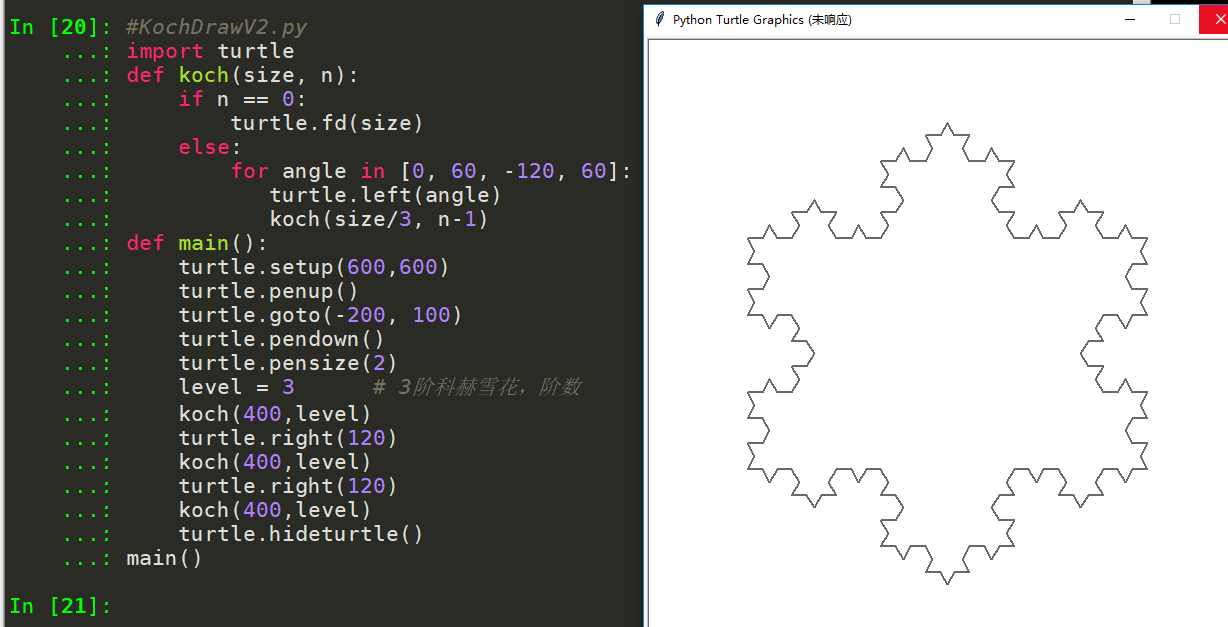 In [20]: #KochDrawV2.py
...: import turtle
...: def koch(size, n):
...:     if n == 0:
...:         turtle.fd(size)
...:     else:
...:         for angle in [0, 60, -120, 60]:
...:            turtle.left(angle)
...:            koch(size/3, n-1)
...: def main():
...:     turtle.setup(600,600)
...:     turtle.penup()
...:     turtle.goto(-200, 100)
...:     turtle.pendown()
...:     turtle.pensize(2)
...:     level = 3      # 3阶科赫雪花，阶数
...:     koch(400,level)
...:     turtle.right(120)
...:     koch(400,level)
...:     turtle.right(120)
...:     koch(400,level)
...:     turtle.hideturtle()
...: main()
In [21]:
Python Turtle Graphics (未响应)